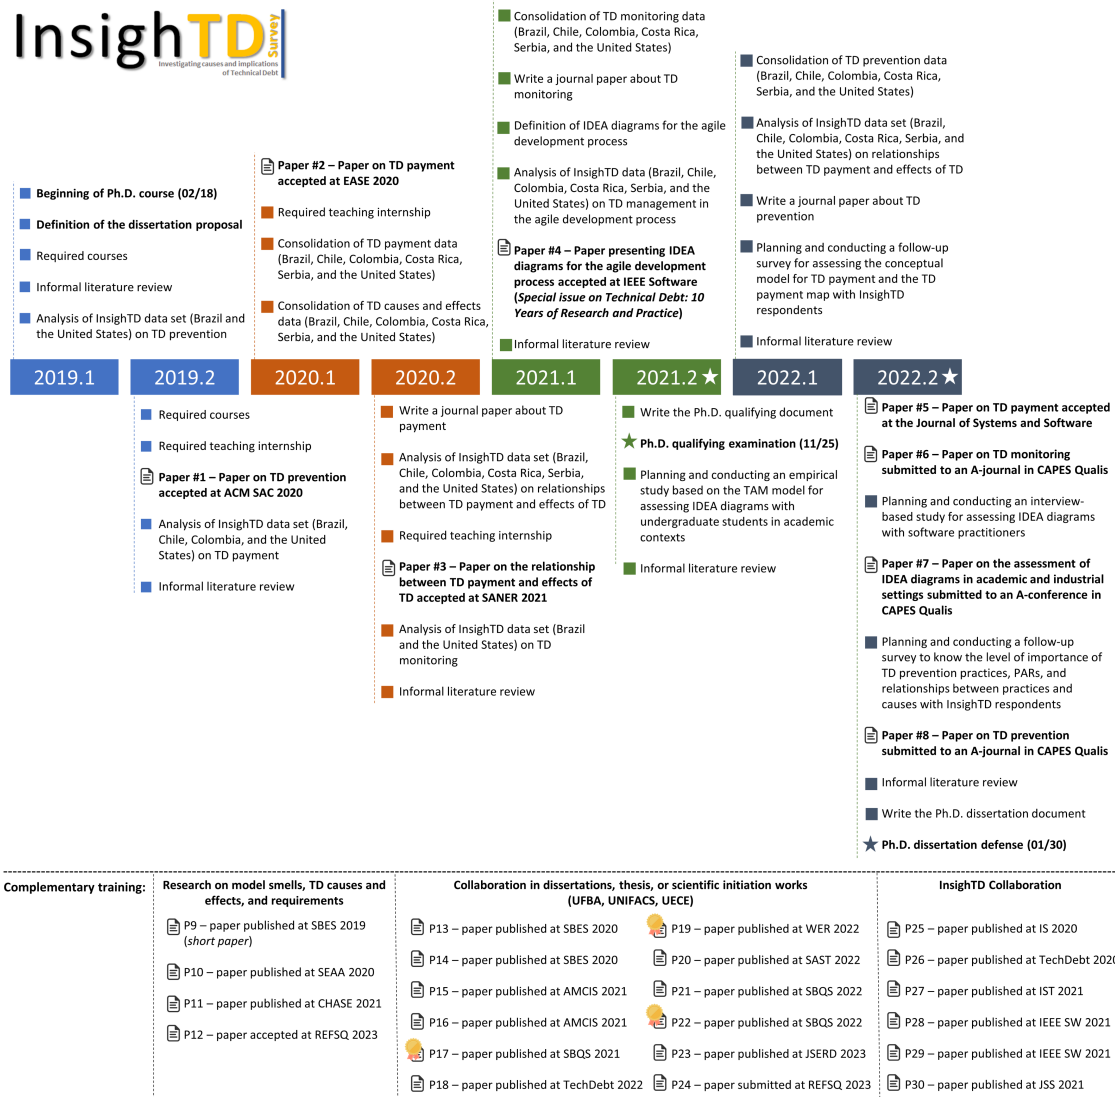 InsighTD
Survey
Investigating causes and implications
of Technical Debt
Beginning of Ph.D. course (02/18)
Definition of the dissertation proposal
Required courses
Informal literature review
Analysis of InsighTD data set (Brazil and
the United States) on TD prevention
Paper #2 – Paper on TD payment
accepted at EASE 2020
Required teaching internship
Consolidation of TD payment data
(Brazil, Chile, Colombia, Costa Rica,
Serbia, and the United States)
Consolidation of TD causes and effects
data (Brazil, Chile, Colombia, Costa Rica,
Serbia, and the United States)
Consolidation of TD monitoring data
(Brazil, Chile, Colombia, Costa Rica,
Serbia, and the United States)
Write a journal paper about TD
monitoring
Definition of IDEA diagrams for the agile
development process
Analysis of InsighTD data (Brazil, Chile,
Colombia, Costa Rica, Serbia, and the
United States) on TD management in
the agile development process
Paper #4 – Paper presenting IDEA
diagrams for the agile development
process accepted at IEEE Software
(Special issue on Technical Debt: 10
Years of Research and Practice)
Informal literature review
Consolidation of TD prevention data
(Brazil, Chile, Colombia, Costa Rica,
Serbia, and the United States)
Analysis of InsighTD data set (Brazil,
Chile, Colombia, Costa Rica, Serbia, and
the United States) on relationships
between TD payment and effects of TD
Write a journal paper about TD
prevention
Planning and conducting a follow-up
survey for assessing the conceptual
model for TD payment and the TD
payment map with InsighTD
respondents
Informal literature review
2019.1
2019.2
2020.1
2020.2
2021.1
2021.2
2022.1
2022.2
Required courses
Required teaching internship
Paper #1 – Paper on TD prevention
accepted at ACM SAC 2020
Analysis of InsighTD data set (Brazil,
Chile, Colombia, and the United
States) on TD payment
Informal literature review
Write a journal paper about TD
payment
Analysis of InsighTD data set (Brazil,
Chile, Colombia, Costa Rica, Serbia,
and the United States) on relationships
between TD payment and effects of TD
Required teaching internship
Paper #3 – Paper on the relationship
between TD payment and effects of
TD accepted at SANER 2021
Analysis of InsighTD data set (Brazil
and the United States) on TD
monitoring
Informal literature review
Write the Ph.D. qualifying document
Ph.D. qualifying examination (11/25)
Planning and conducting an empirical
study based on the TAM model for
assessing IDEA diagrams with
undergraduate students in academic
contexts
Informal literature review
Paper #5 – Paper on TD payment accepted
at the Journal of Systems and Software
Paper #6 – Paper on TD monitoring
submitted to an A-journal in CAPES Qualis
Planning and conducting an interview-
based study for assessing IDEA diagrams
with software practitioners
Paper #7 – Paper on the assessment of
IDEA diagrams in academic and industrial
settings submitted to an A-conference in
CAPES Qualis
Planning and conducting a follow-up
survey to know the level of importance of
TD prevention practices, PARs, and
relationships between practices and
causes with InsighTD respondents
Paper #8 – Paper on TD prevention
submitted to an A-journal in CAPES Qualis
Informal literature review
Write the Ph.D. dissertation document
Ph.D. dissertation defense (01/30)
Complementary training:
Research on model smells, TD causes and
effects, and requirements
P9 – paper published at SBES 2019
(short paper)
P10 – paper published at SEAA 2020
P11 – paper published at CHASE 2021
P12 – paper accepted at REFSQ 2023
Collaboration in dissertations, thesis, or scientific initiation works
(UFBA, UNIFACS, UECE)
P13 – paper published at SBES 2020
P14 – paper published at SBES 2020
P15 – paper published at AMCIS 2021
P16 – paper published at AMCIS 2021
P17 – paper published at SBQS 2021
P18 – paper published at TechDebt 2022
P19 – paper published at WER 2022
P20 – paper published at SAST 2022
P21 – paper published at SBQS 2022
P22 – paper published at SBQS 2022
P23 – paper published at JSERD 2023
P24 – paper submitted at REFSQ 2023
InsighTD Collaboration
P25 – paper published at IS 2020
P26 – paper published at TechDebt 2020
P27 – paper published at IST 2021
P28 – paper published at IEEE SW 2021
P29 – paper published at IEEE SW 2021
P30 – paper published at JSS 2021